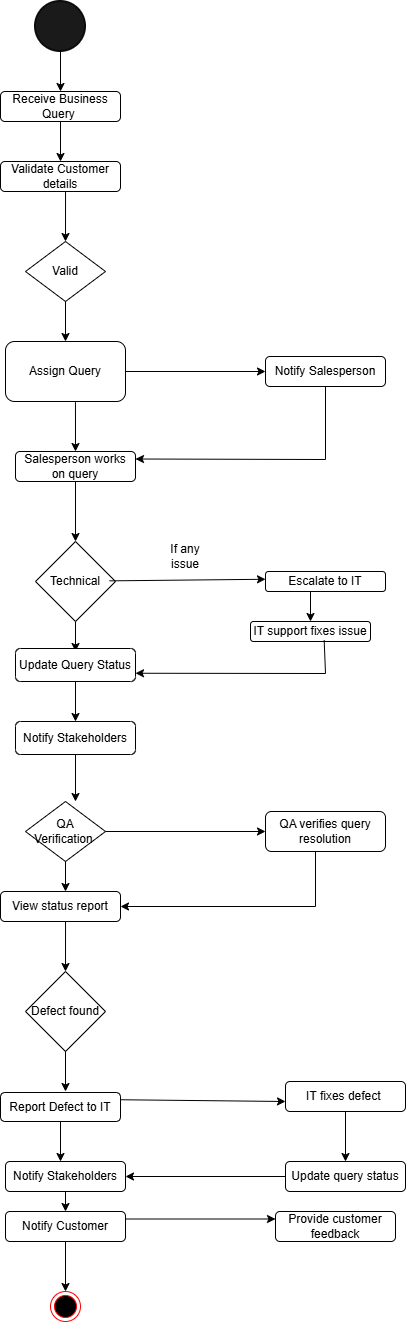 Receive Business
Query
Validate Customer
details
Valid
Assign Query
Notify Salesperson
Salesperson works
on query
If any
issue
Technical
Escalate to IT
IT support fixes issue
Update Query Status
Notify Stakeholders
QA
Verification
QA verifies query
resolution
View status report
Defect found
Report Defect to IT
IT fixes defect
Notify Stakeholders
Update query status
Notify Customer
Provide customer
feedback